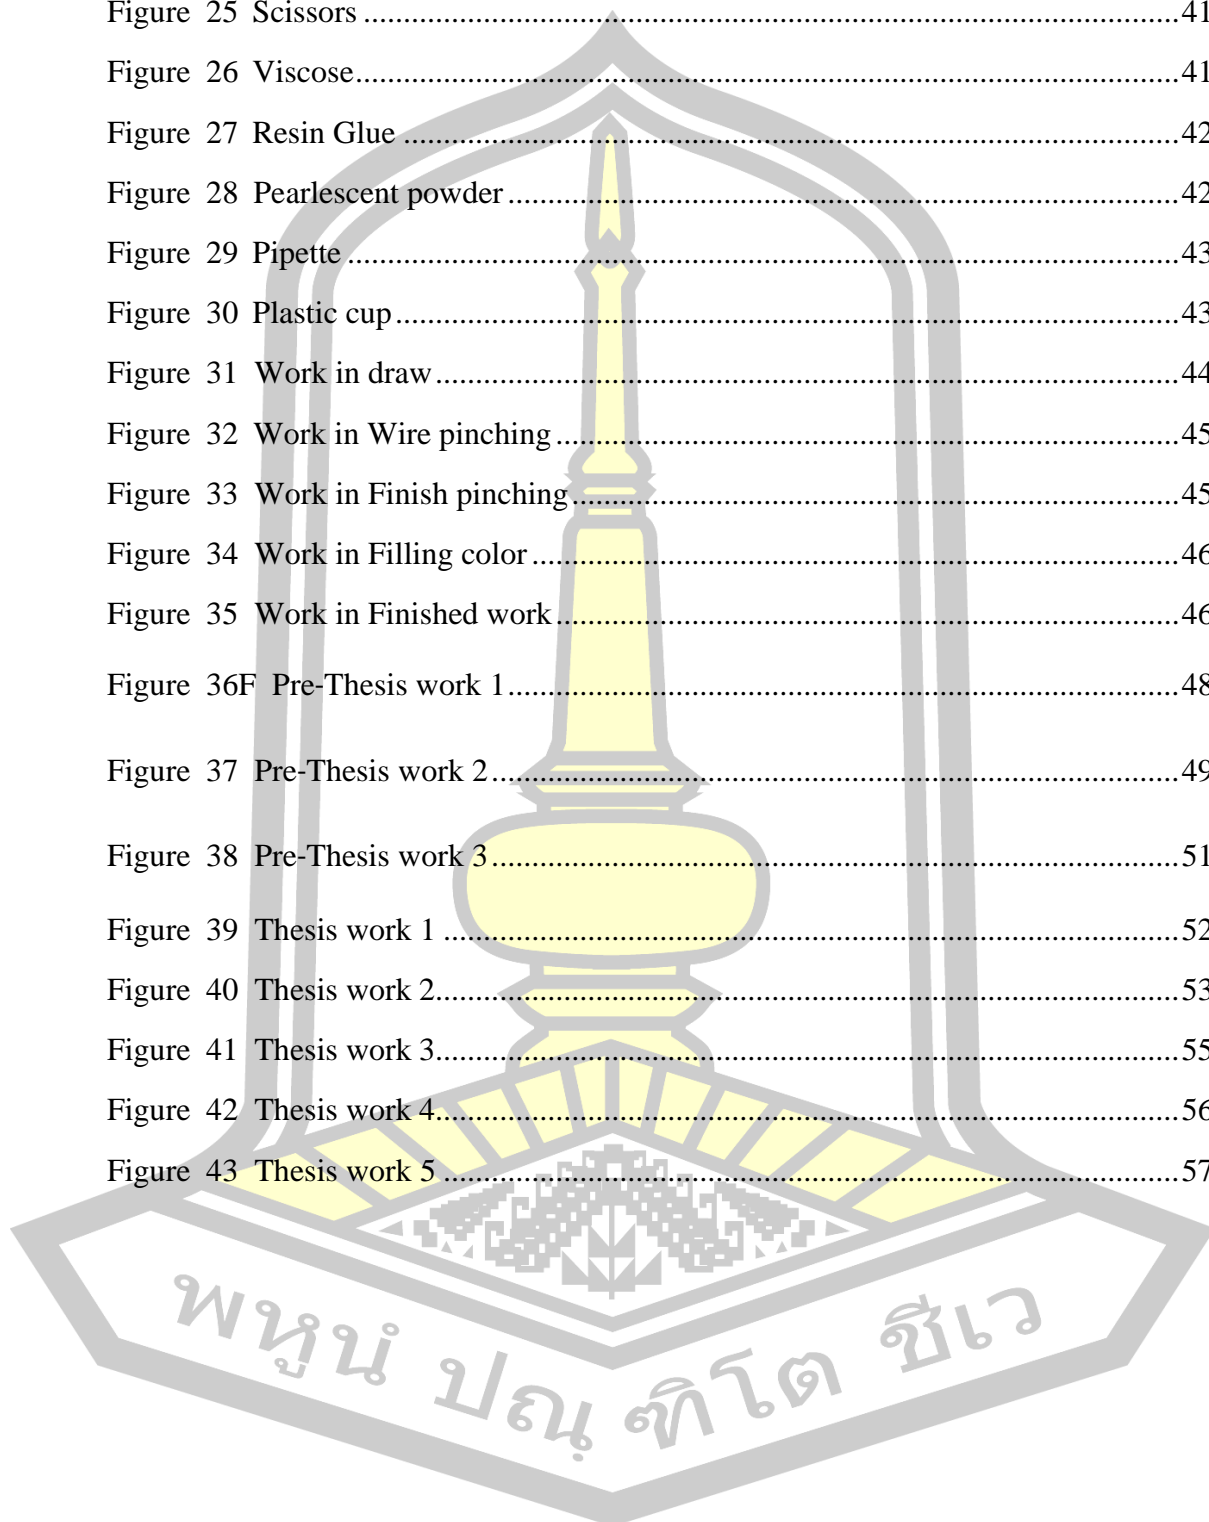 Figure 25 Scissors ........ 41
Figure 26 Viscose ........ 41
Figure 27 Resin Glue ........ 42
Figure 28 Pearlescent powder ........ 42
Figure 29 Pipette ........ 43
Figure 30 Plastic cup ........ 43
Figure 31 Work in draw ........ 44
Figure 32 Work in Wire pinching ........ 45
Figure 33 Work in Finish pinching ........ 45
Figure 34 Work in Filling color ........ 46
Figure 35 Work in Finished work ........ 46
Figure 36F Pre-Thesis work 1 ........ 48
Figure 37 Pre-Thesis work 2 ........ 49
Figure 38 Pre-Thesis work 3 ........ 51
Figure 39 Thesis work 1 ........ 52
Figure 40 Thesis work 2 ........ 53
Figure 41 Thesis work 3 ........ 55
Figure 42 Thesis work 4 ........ 56
Figure 43 Thesis work 5 ........ 57
พหูนํ ปณฺฑิโต ชีเว